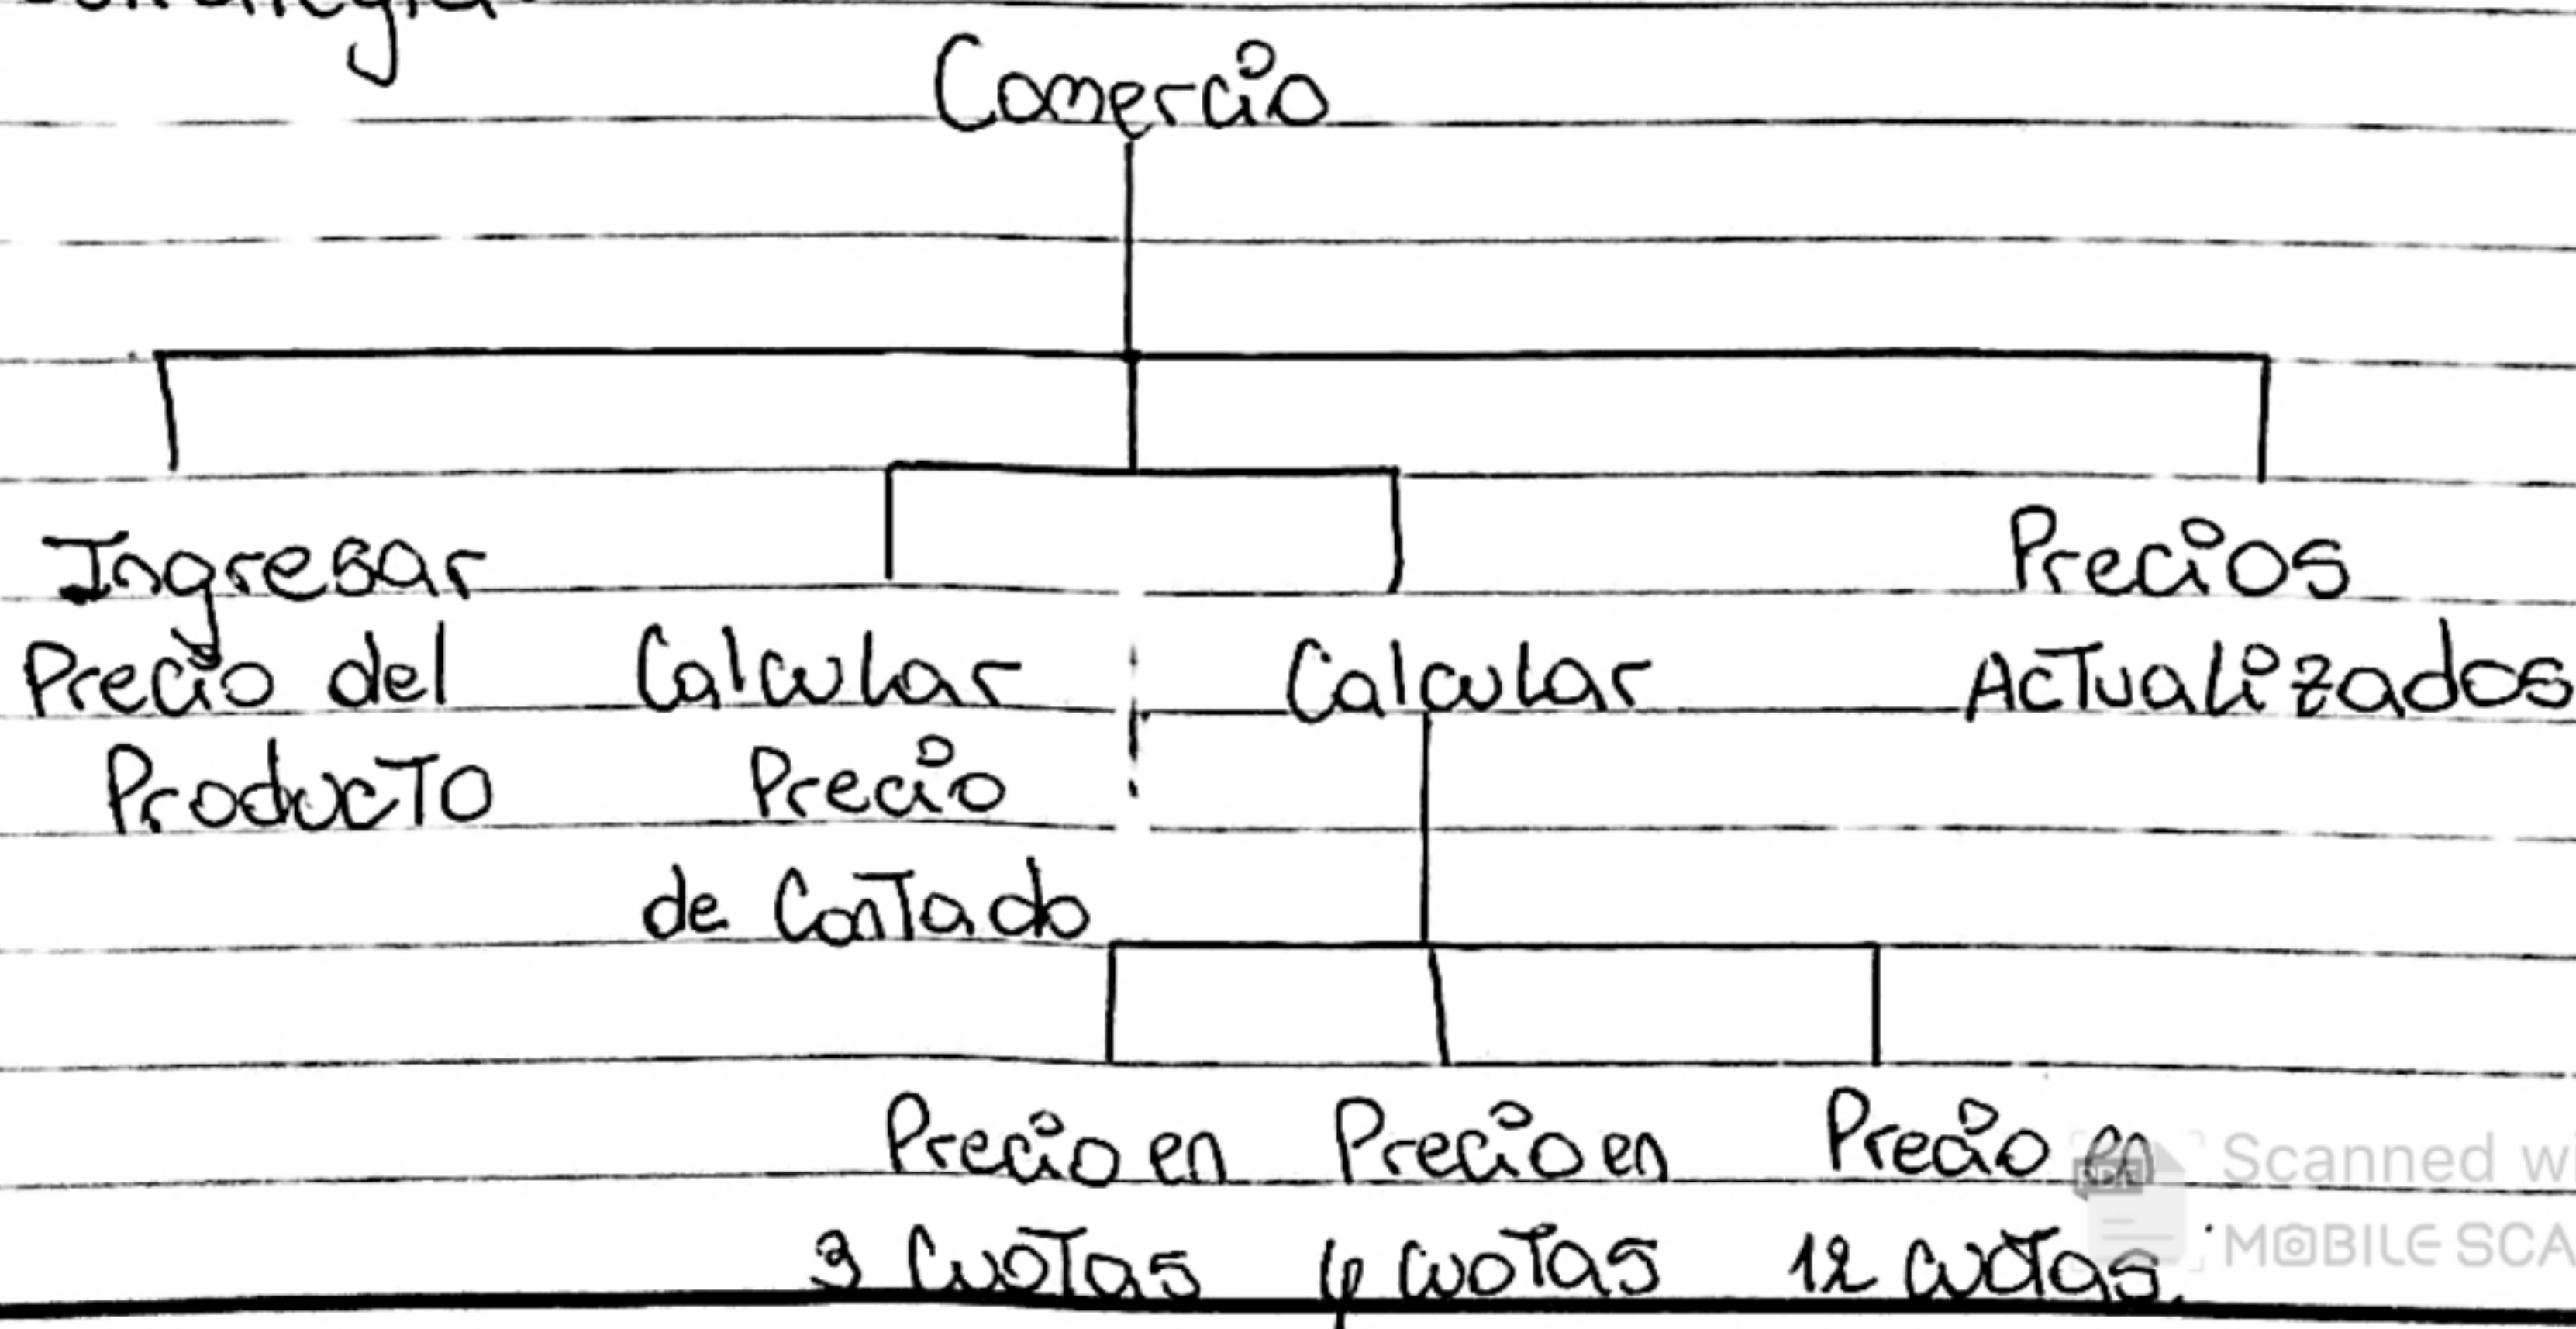 Comercio
Ingresar
Precio del
Producto
Calcular
Precio
de Contado
Calcular
Precios
Actualizados
Precio en
3 Cuotas
Precio en
cuotas
Precio en
12 cuotas.
Scanned
MOBILE SCA